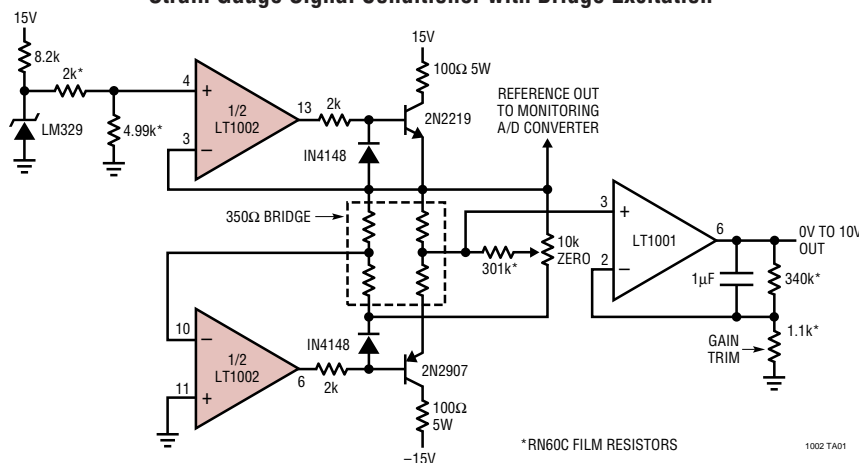 Strain Gauge Signal Conditioner with Bridge Excitation
15V
8.2k
2k*
LM329
4.99k*
4
+
3
–
1/2
LT1002
13
2k
IN4148
15V
100Ω 5W
2N2219
REFERENCE OUT
TO MONITORING
A/D CONVERTER
350Ω BRIDGE
301k*
10k
ZERO
3
+
2
–
LT1001
6
0V TO 10V
OUT
1µF
340k*
GAIN
TRIM
1.1k*
10
–
11
+
1/2
LT1002
6
2k
IN4148
2N2907
100Ω
5W
–15V
*RN60C FILM RESISTORS
1002 TA01